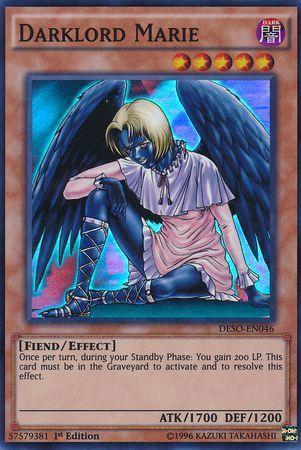 Darklord Marie
DARK
闇
DESO-EN046
[FIEND/EFFECT]
Once per turn, during your Standby Phase: You gain 200 LP. This
card must be in the Graveyard to activate and to resolve this
effect.
ATK/1700 DEF/1200
57579381 1st Edition ©1996 KAZUKI TAKAHASHI